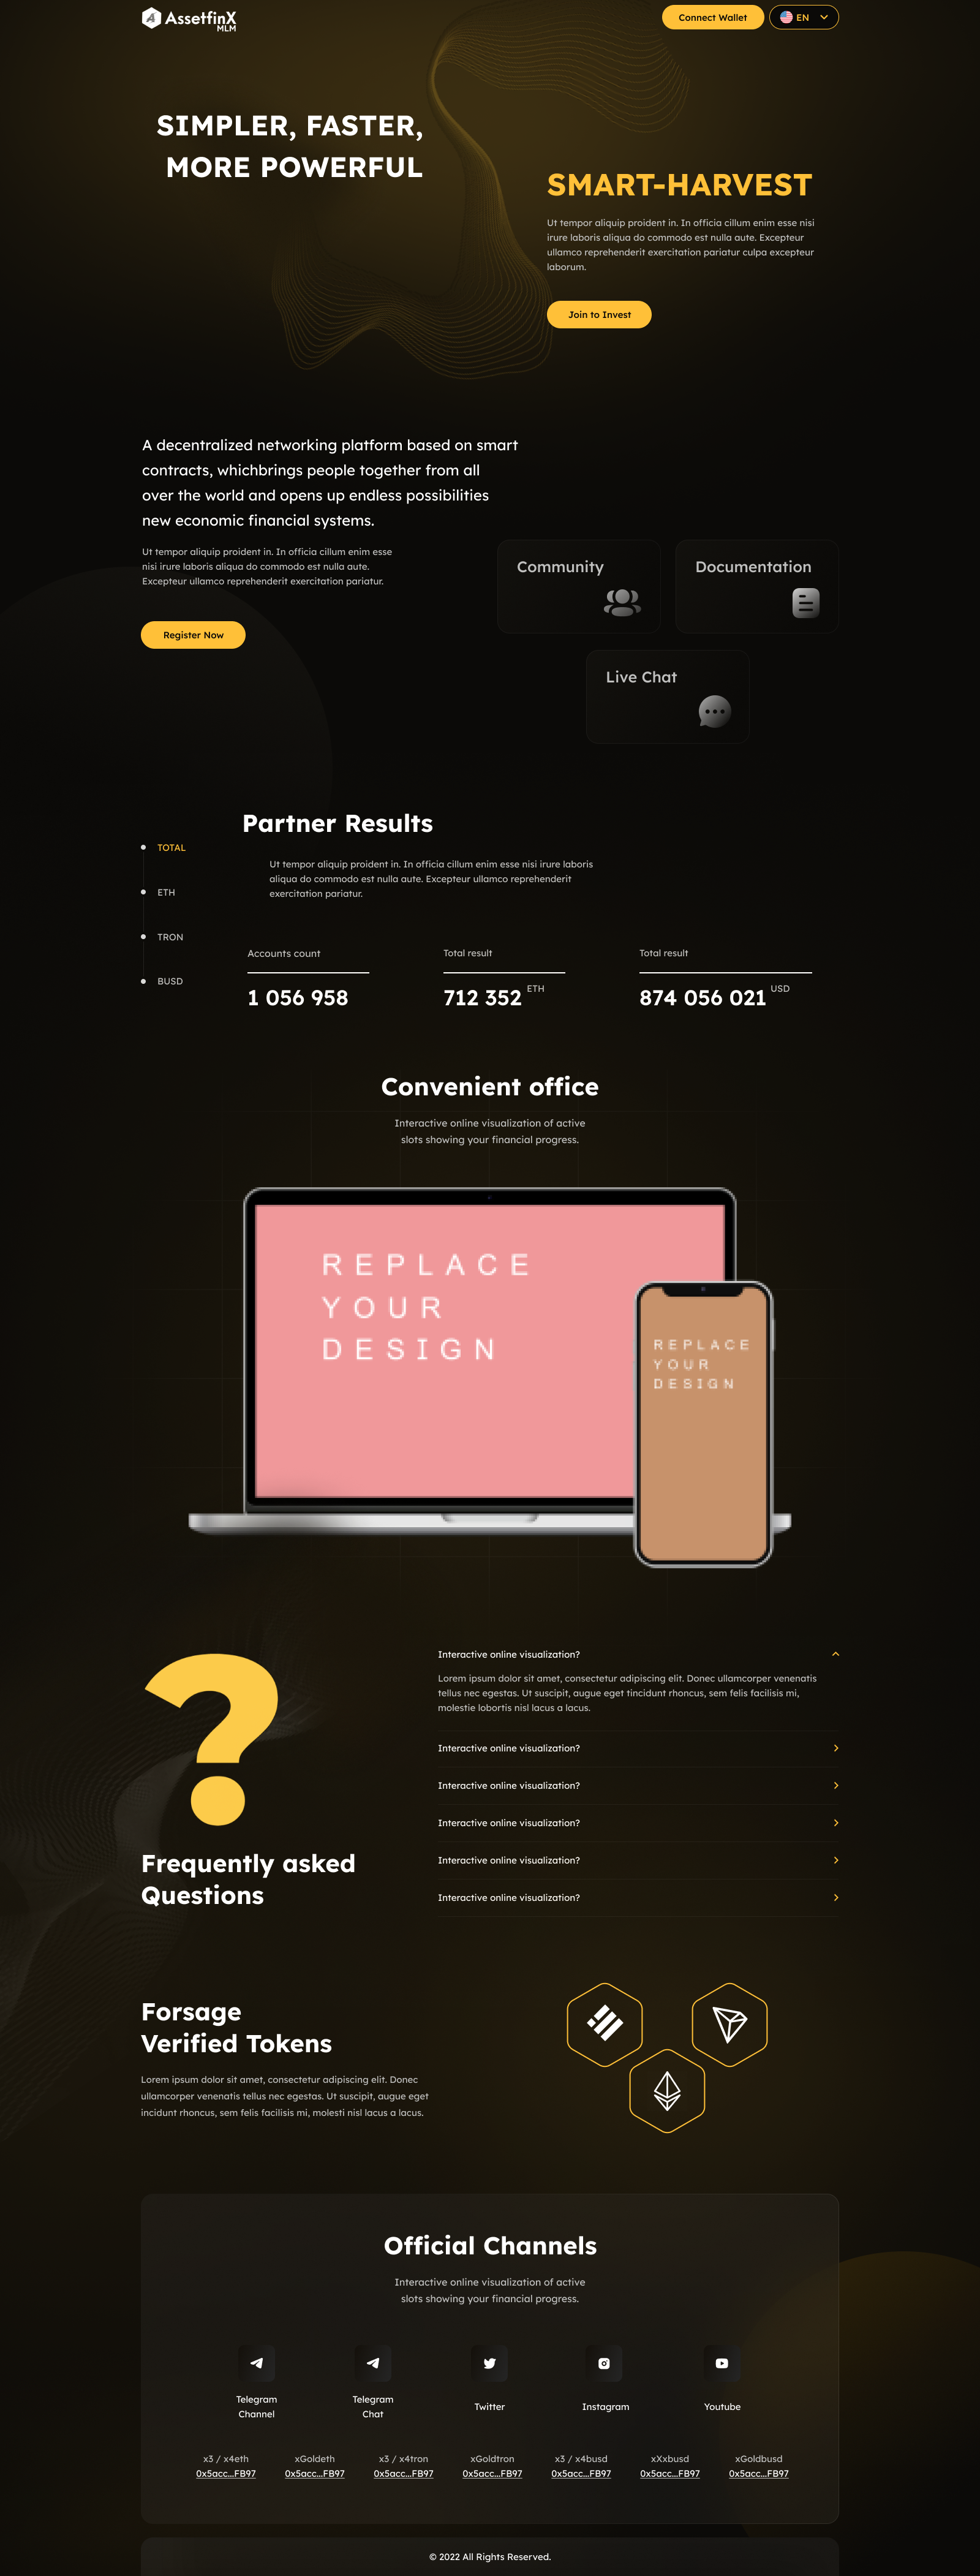 AssetfinX
MLM
Connect Wallet
EN
SIMPLER, FASTER,
MORE POWERFUL
SMART-HARVEST
Ut tempor aliquip proident in. In officia cillum enim esse nisi
irure laboris aliqua do commodo est nulla aute. Excepteur
ullamco reprehenderit exercitation pariatur culpa excepteur
laborum.
Join to Invest
A decentralized networking platform based on smart
contracts, whichbrings people together from all
over the world and opens up endless possibilities
new economic financial systems.
Ut tempor aliquip proident in. In officia cillum enim esse
nisi irure laboris aliqua do commodo est nulla aute.
Excepteur ullamco reprehenderit exercitation pariatur.
Register Now
Community
Documentation
Live Chat
Partner Results
TOTAL
ETH
TRON
BUSD
Ut tempor aliquip proident in. In officia cillum enim esse nisi irure laboris
aliqua do commodo est nulla aute. Excepteur ullamco reprehenderit
exercitation pariatur.
Accounts count
1 056 958
Total result
712 352 ETH
Total result
874 056 021 USD
Convenient office
Interactive online visualization of active
slots showing your financial progress.
REPLACE
YOUR
DESIGN
REPLACE
YOUR
DESIGN
?
Frequently asked
Questions
Interactive online visualization?
Lorem ipsum dolor sit amet, consectetur adipiscing elit. Donec ullamcorper venenatis
tellus nec egestas. Ut suscipit, augue eget tincidunt rhoncus, sem felis facilisis mi,
molestie lobortis nisl lacus a lacus.
Interactive online visualization?
Interactive online visualization?
Interactive online visualization?
Interactive online visualization?
Interactive online visualization?
Forsage
Verified Tokens
Lorem ipsum dolor sit amet, consectetur adipiscing elit. Donec
ullamcorper venenatis tellus nec egestas. Ut suscipit, augue eget
incidunt rhoncus, sem felis facilisis mi, molesti nisl lacus a lacus.
Official Channels
Interactive online visualization of active
slots showing your financial progress.
Telegram
Channel
Telegram
Chat
Twitter
Instagram
Youtube
x3 / x4eth
0x5acc...FB97
xGoldeth
0x5acc...FB97
x3 / x4tron
0x5acc...FB97
xGoldtron
0x5acc...FB97
x3 / x4busd
0x5acc...FB97
xXxbusd
0x5acc...FB97
xGoldbusd
0x5acc...FB97
© 2022 All Rights Reserved.